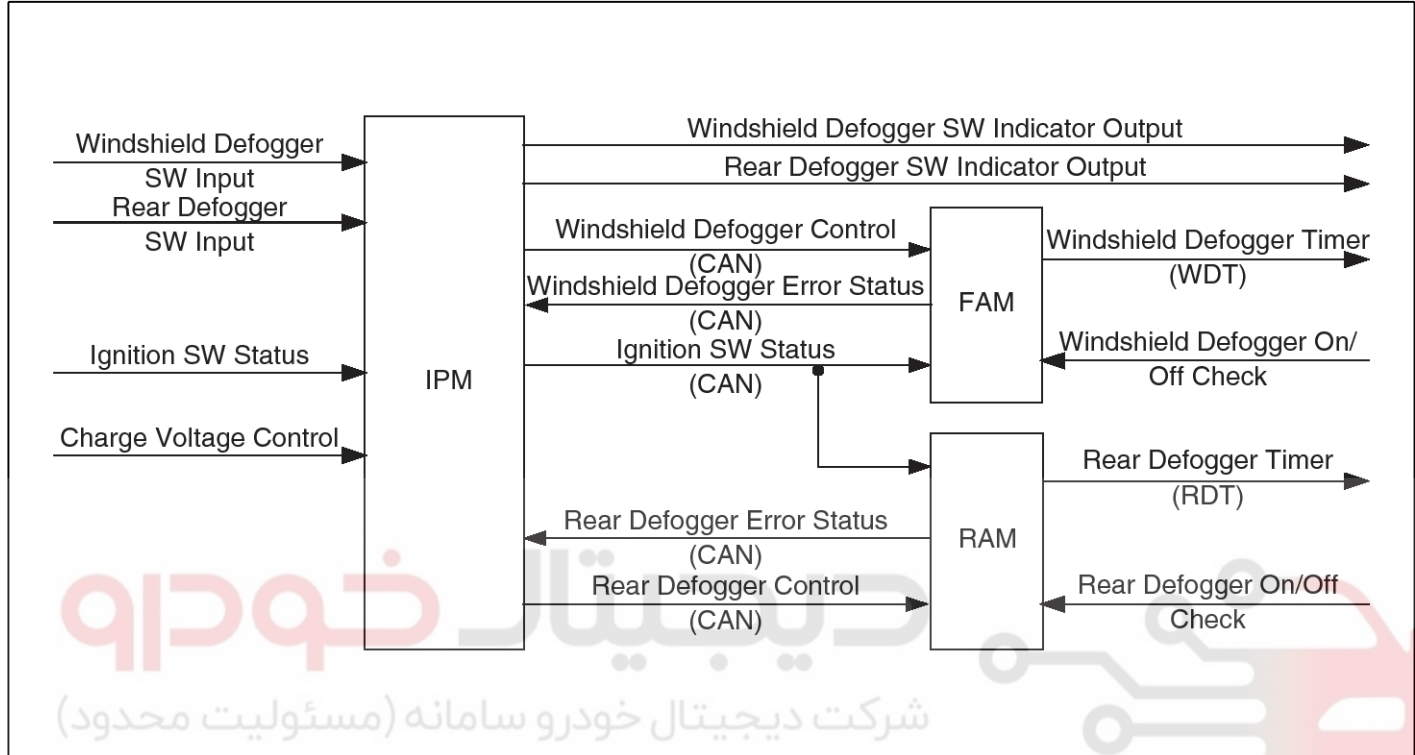 Windshield Defogger
SW Input
Rear Defogger
SW Input
Ignition SW Status
Charge Voltage Control
IPM
Windshield Defogger SW Indicator Output
Rear Defogger SW Indicator Output
Windshield Defogger Control
(CAN)
Windshield Defogger Error Status
(CAN)
Ignition SW Status
(CAN)
Rear Defogger Error Status
(CAN)
Rear Defogger Control
(CAN)
FAM
Windshield Defogger Timer
(WDT)
Windshield Defogger On/
Off Check
RAM
Rear Defogger Timer
(RDT)
Rear Defogger On/Off
Check
دیجیتال خودرو
شرکت دیجیتال خودرو سامانه (مسئولیت محدود)